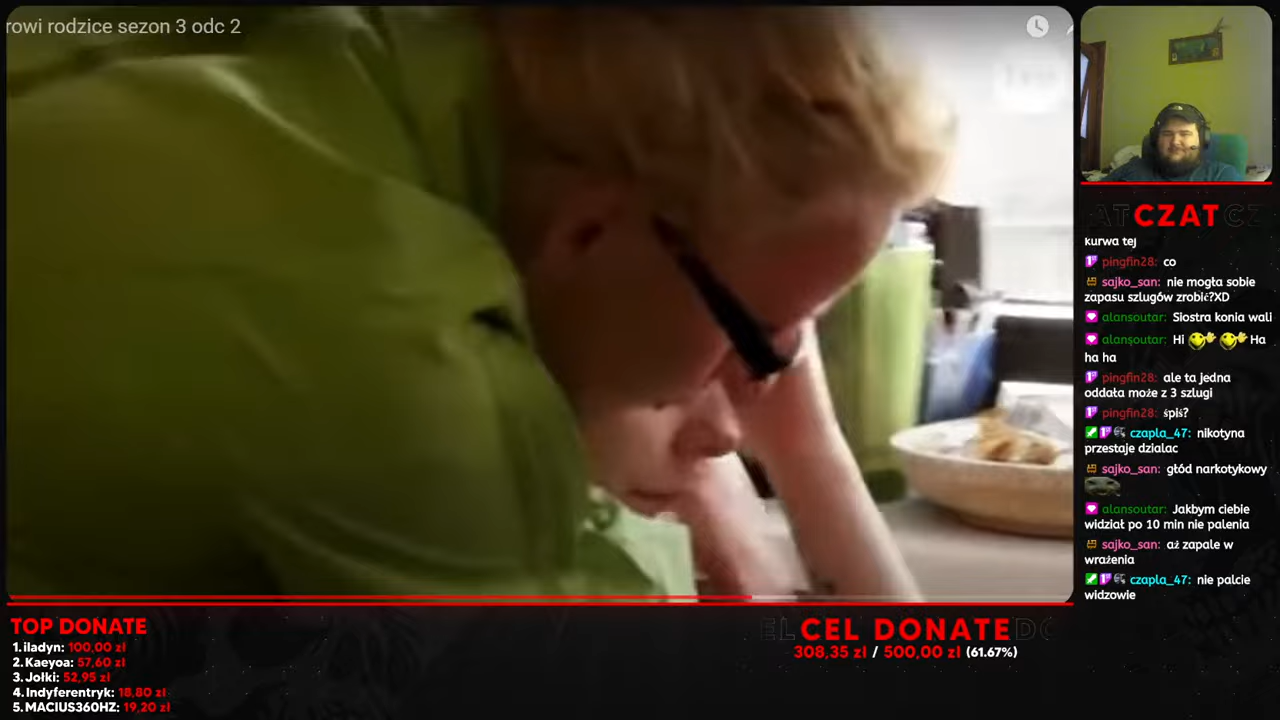 rowi rodzice sezon 3 odc 2
CZAT
kurwa tej
pingfin28: co
sajko_san: nie mogła sobie
zapasu szlugów zrobić?XD
alansoutar: Siostra konia wali
alansoutar: Hi Ha
ha ha
pingfin28: ale ta jedna
oddała może z 3 szlugi
pingfin28: śpiś?
czapla_47: nikotyna
przestaje dzialac
sajko_san: głód narkotykowy
alansoutar: Jakbym ciebie
widział po 10 min nie palenia
sajko_san: aż zapale w
wrażenia
czapla_47: nie palcie
widzowie
TOP DONATE
1.iladyn: 100,00 zł
2.Kaeyoa: 57,60 zł
3.Jołki: 52,95 zł
4.Indyferentryk: 18,80 zł
5.MACIUS360HZ: 19,20 zł
CEL DONATE
308,35 zł / 500,00 zł (61.67%)